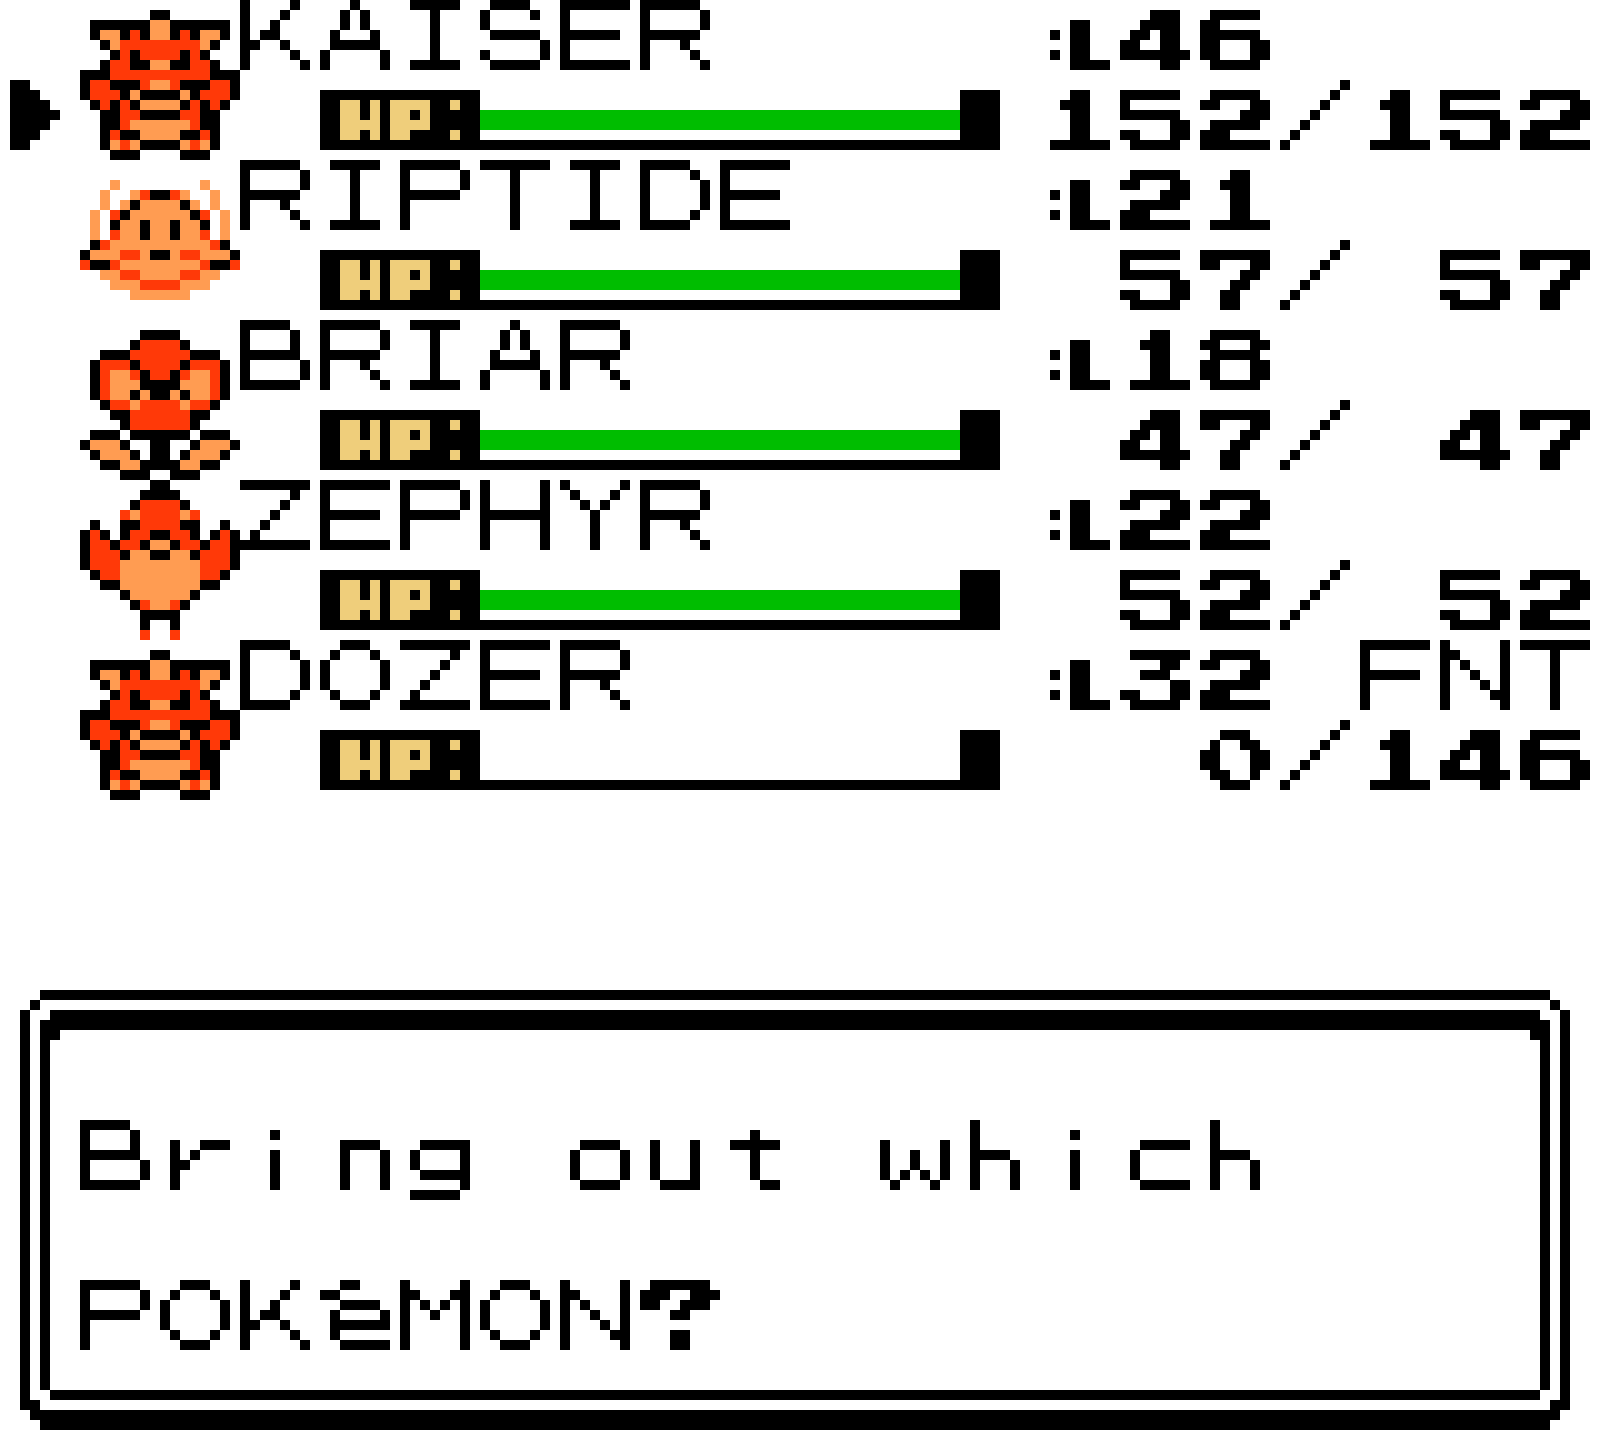 KAISER :L46
HP: 152/152
RIPTIDE :L21
HP: 57/ 57
BRIAR :L18
HP: 47/ 47
ZEPHYR :L22
HP: 52/ 52
DOZER :L32 FNT
HP: 0/146
Bring out which
POKéMON?